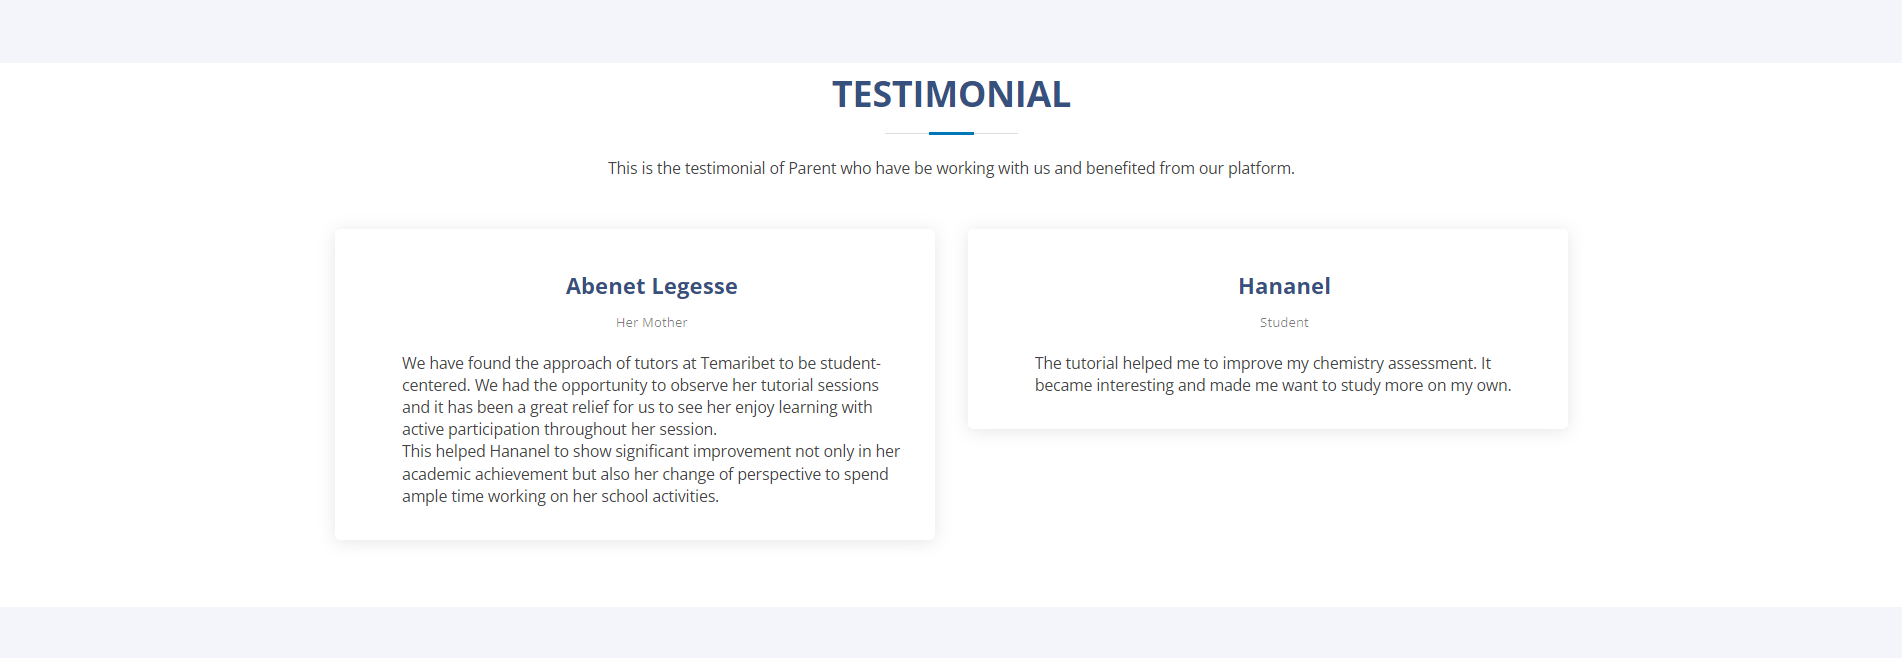 TESTIMONIAL
This is the testimonial of Parent who have be working with us and benefited from our platform.
Abenet Legesse
Her Mother
We have found the approach of tutors at Temaribet to be student-
centered. We had the opportunity to observe her tutorial sessions
and it has been a great relief for us to see her enjoy learning with
active participation throughout her session.
This helped Hananel to show significant improvement not only in her
academic achievement but also her change of perspective to spend
ample time working on her school activities.
Hananel
Student
The tutorial helped me to improve my chemistry assessment. It
became interesting and made me want to study more on my own.